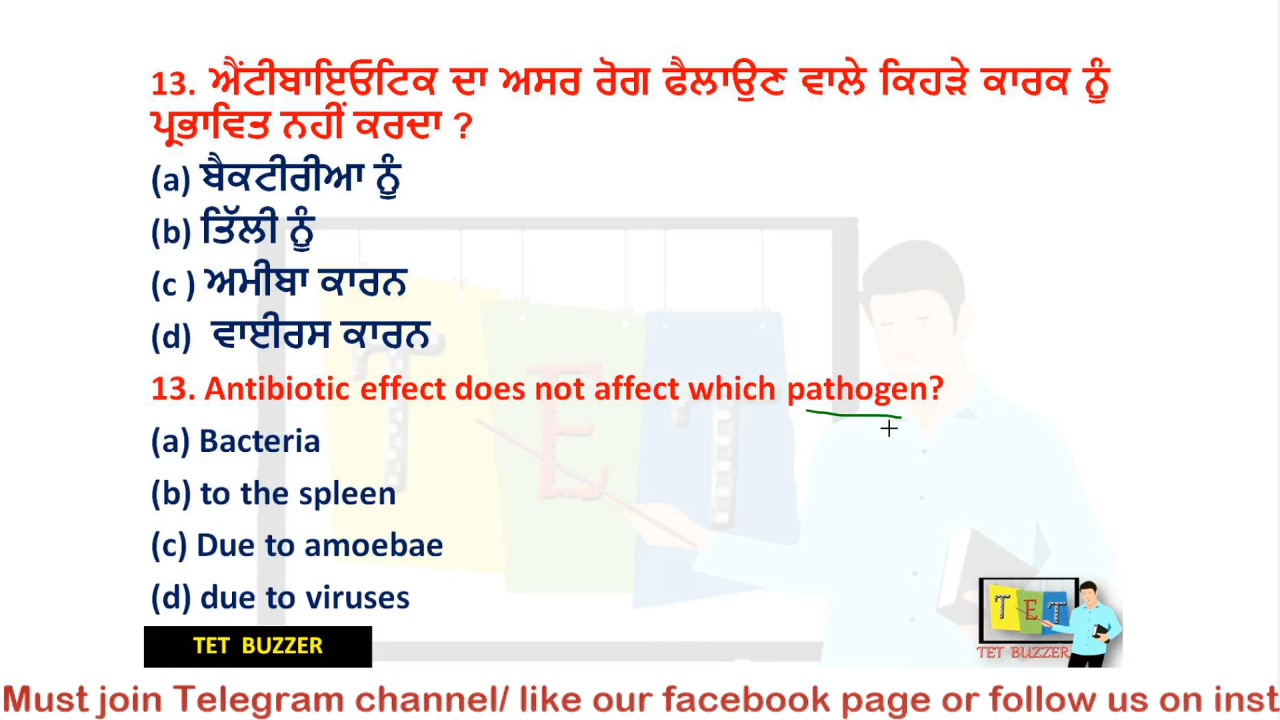 13. ਐਂਟੀਬਾਇਓਟਿਕ ਦਾ ਅਸਰ ਰੋਗ ਫੈਲਾਉਣ ਵਾਲੇ ਕਿਹੜੇ ਕਾਰਕ ਨੂੰ
ਪ੍ਰਭਾਵਿਤ ਨਹੀਂ ਕਰਦਾ ?
(a) ਬੈਕਟੀਰੀਆ ਨੂੰ
(b) ਤਿੱਲੀ ਨੂੰ
(c ) ਅਮੀਬਾ ਕਾਰਨ
(d) ਵਾਈਰਸ ਕਾਰਨ
13. Antibiotic effect does not affect which pathogen?
(a) Bacteria
(b) to the spleen
(c) Due to amoebae
(d) due to viruses
TET BUZZER
TET
TET
TET BUZZER
Must join Telegram channel/ like our facebook page or follow us on inst